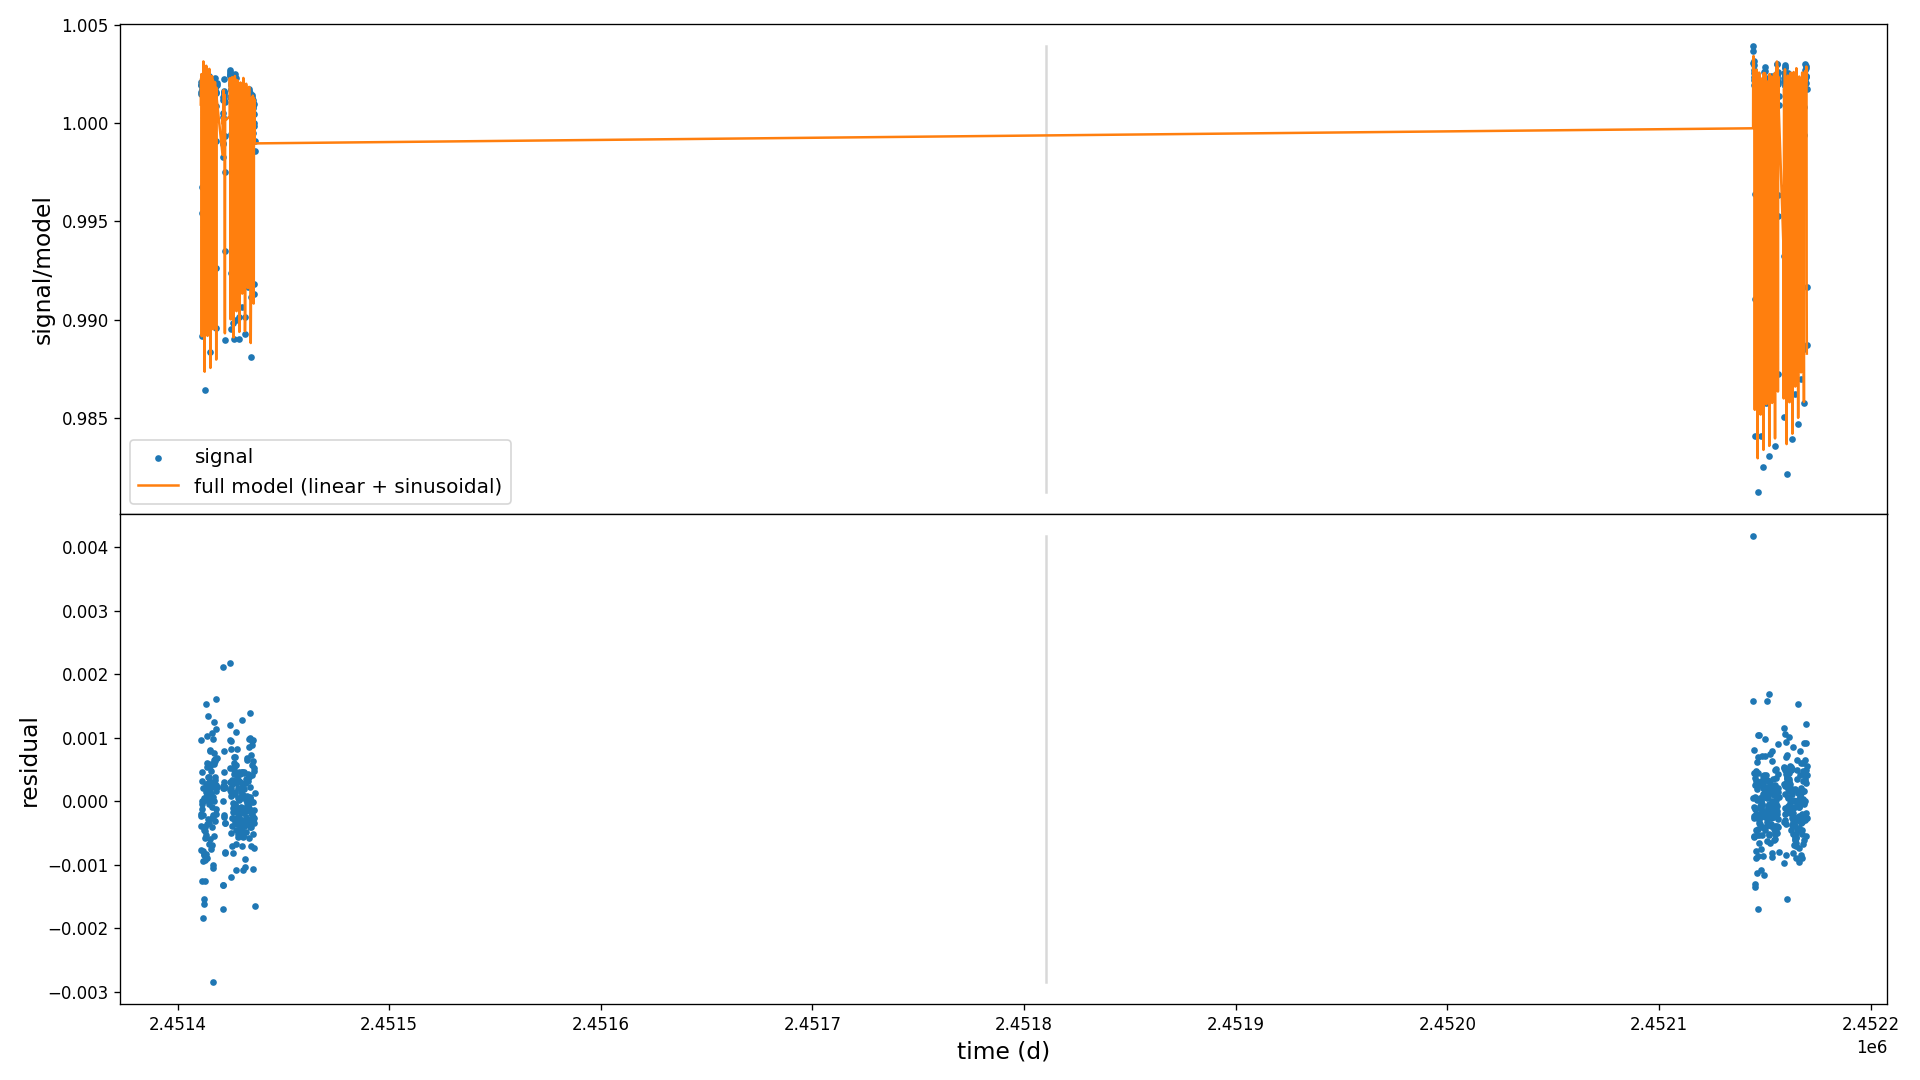 1.005
1.000
0.995
0.990
0.985
signal/model
signal
full model (linear + sinusoidal)
0.004
0.003
0.002
0.001
0.000
−0.001
−0.002
−0.003
residual
2.4514 2.4515 2.4516 2.4517 2.4518 2.4519 2.4520 2.4521 2.4522
1e6
time (d)